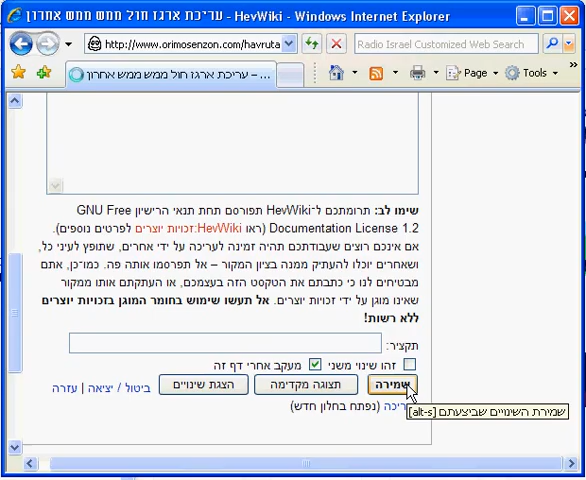 עריכת ארגז חול ממש ממש אחרון - HevWiki - Windows Internet Explorer
http://www.orimosenzon.com/havruta
Radio Israel Customized Web Search
עריכת ארגז חול ממש ממש אחרון – ...
Page
Tools
»
שימו לב: תרומתכם ל־HevWiki תפורסם תחת תנאי הרישיון GNU Free
Documentation License 1.2 (ראו HevWiki:זכויות יוצרים לפרטים נוספים).
אם אינכם רוצים שעבודתכם תהיה זמינה לעריכה על ידי אחרים, שתופץ לעיני כל,
ושאחרים יוכלו להעתיק ממנה בציון המקור – אל תפרסמו אותה פה. כמו־כן, אתם
מבטיחים לנו כי כתבתם את הטקסט הזה בעצמכם, או העתקתם אותו ממקור
שאינו מוגן על ידי זכויות יוצרים. אל תעשו שימוש בחומר המוגן בזכויות יוצרים
ללא רשות!
תקציר:
זהו שינוי משני מעקב אחרי דף זה
שמירה תצוגה מקדימה הצגת שינויים ביטול / יציאה | עזרה
ריכה (נפתח בחלון חדש)
שמירת השינויים שביצעתם [alt-s]